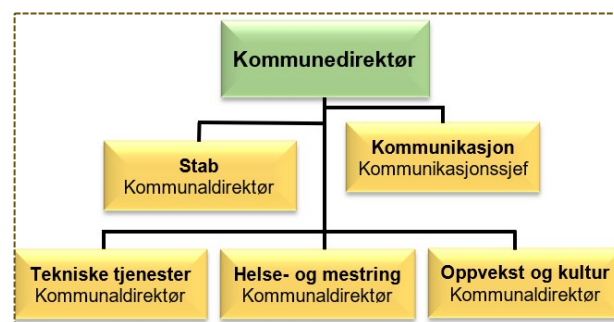 Kommunedirektør
Kommunikasjon
Kommunikasjonssjef
Stab
Kommunaldirektør
Tekniske tjenester
Kommunaldirektør
Helse- og mestring
Kommunaldirektør
Oppvekst og kultur
Kommunaldirektør